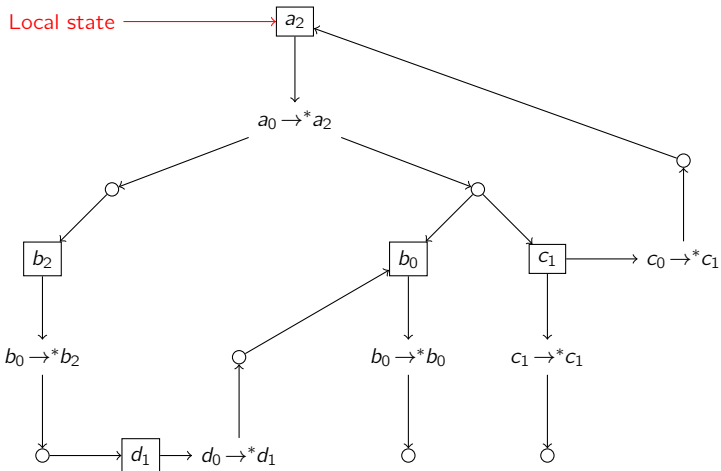 Local state
a₂
a₀ →* a₂
b₂
b₀
c₁
c₀ →* c₁
b₀ →* b₂
b₀ →* b₀
c₁ →* c₁
d₁
d₀ →* d₁